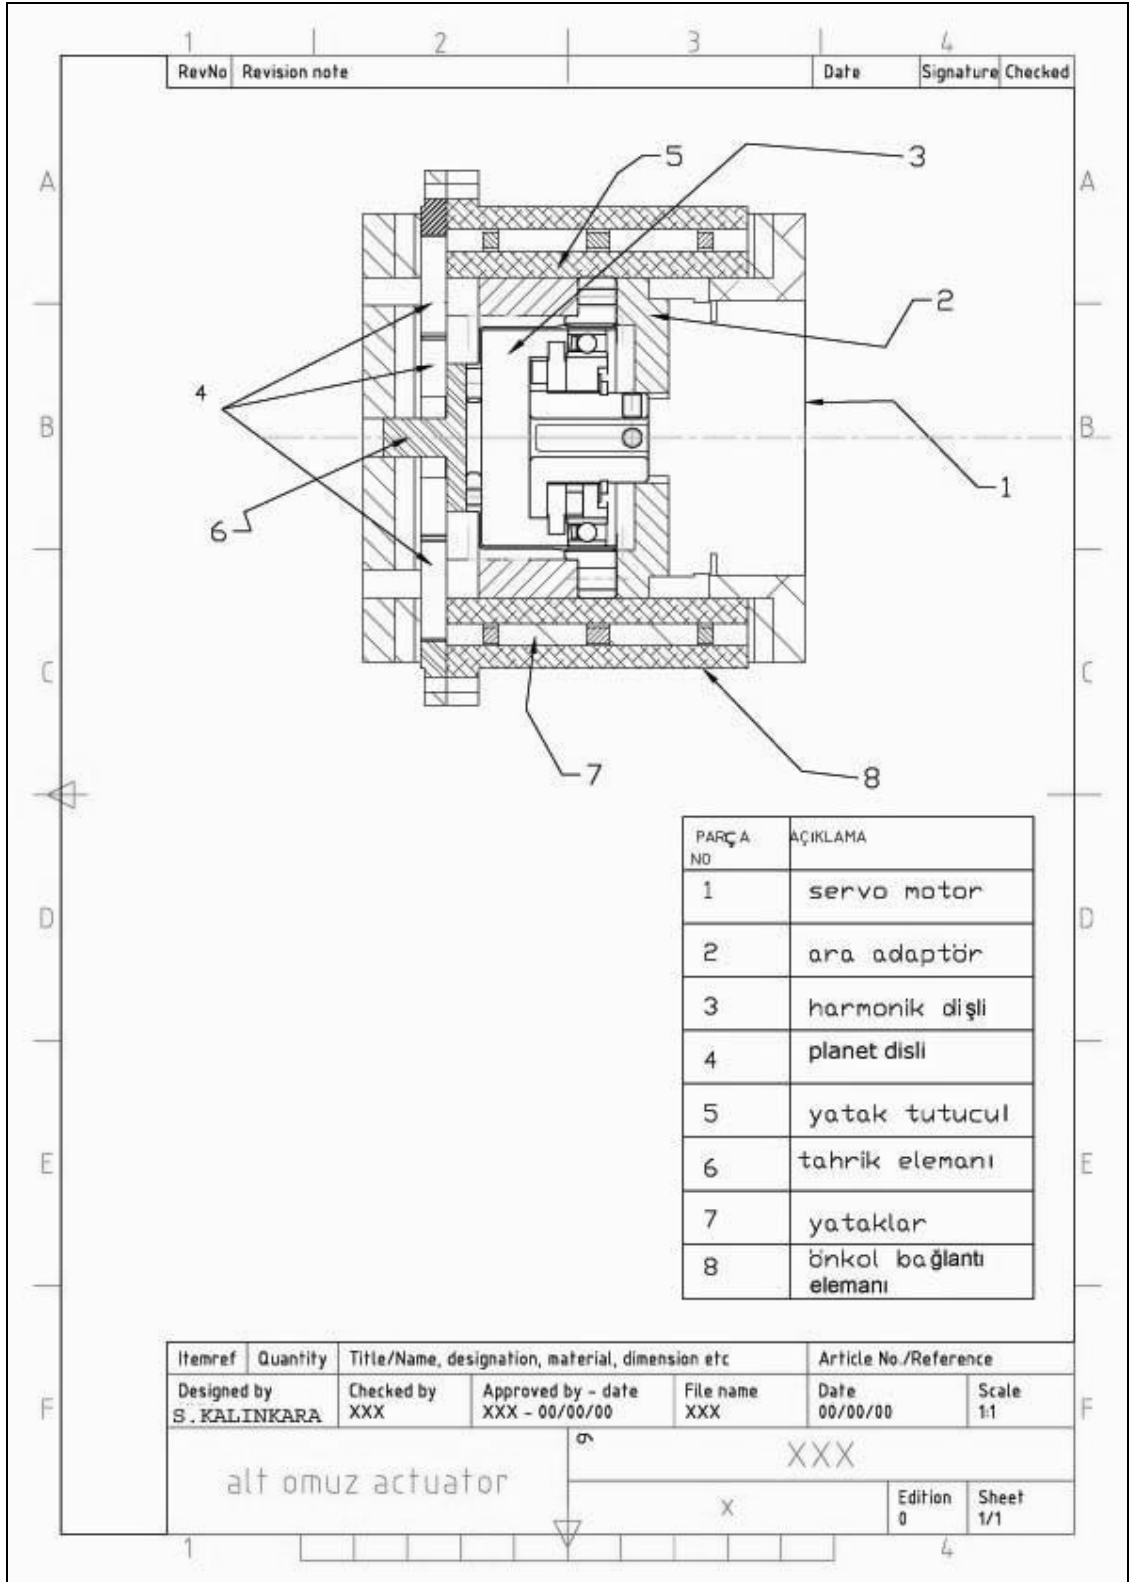 1 2 3 4
RevNo Revision note Date Signature Checked
A A
5 3
2
4
B B
1
6
C C
7 8
PARÇA NO AÇIKLAMA
1 servo motor
D D
2 ara adaptör
3 harmonik dişli
4 planet disli
5 yatak tutucu1
E E
6 tahrik elemanı
7 yataklar
8 önkol bağlantı
elemanı
Itemref Quantity Title/Name, designation, material, dimension etc Article No./Reference
Designed by Checked by Approved by - date File name Date Scale
S.KALINKARA XXX XXX - 00/00/00 XXX 00/00/00 1:1
F F
6
XXX
alt omuz actuator
X
Edition Sheet
0 1/1
1 4